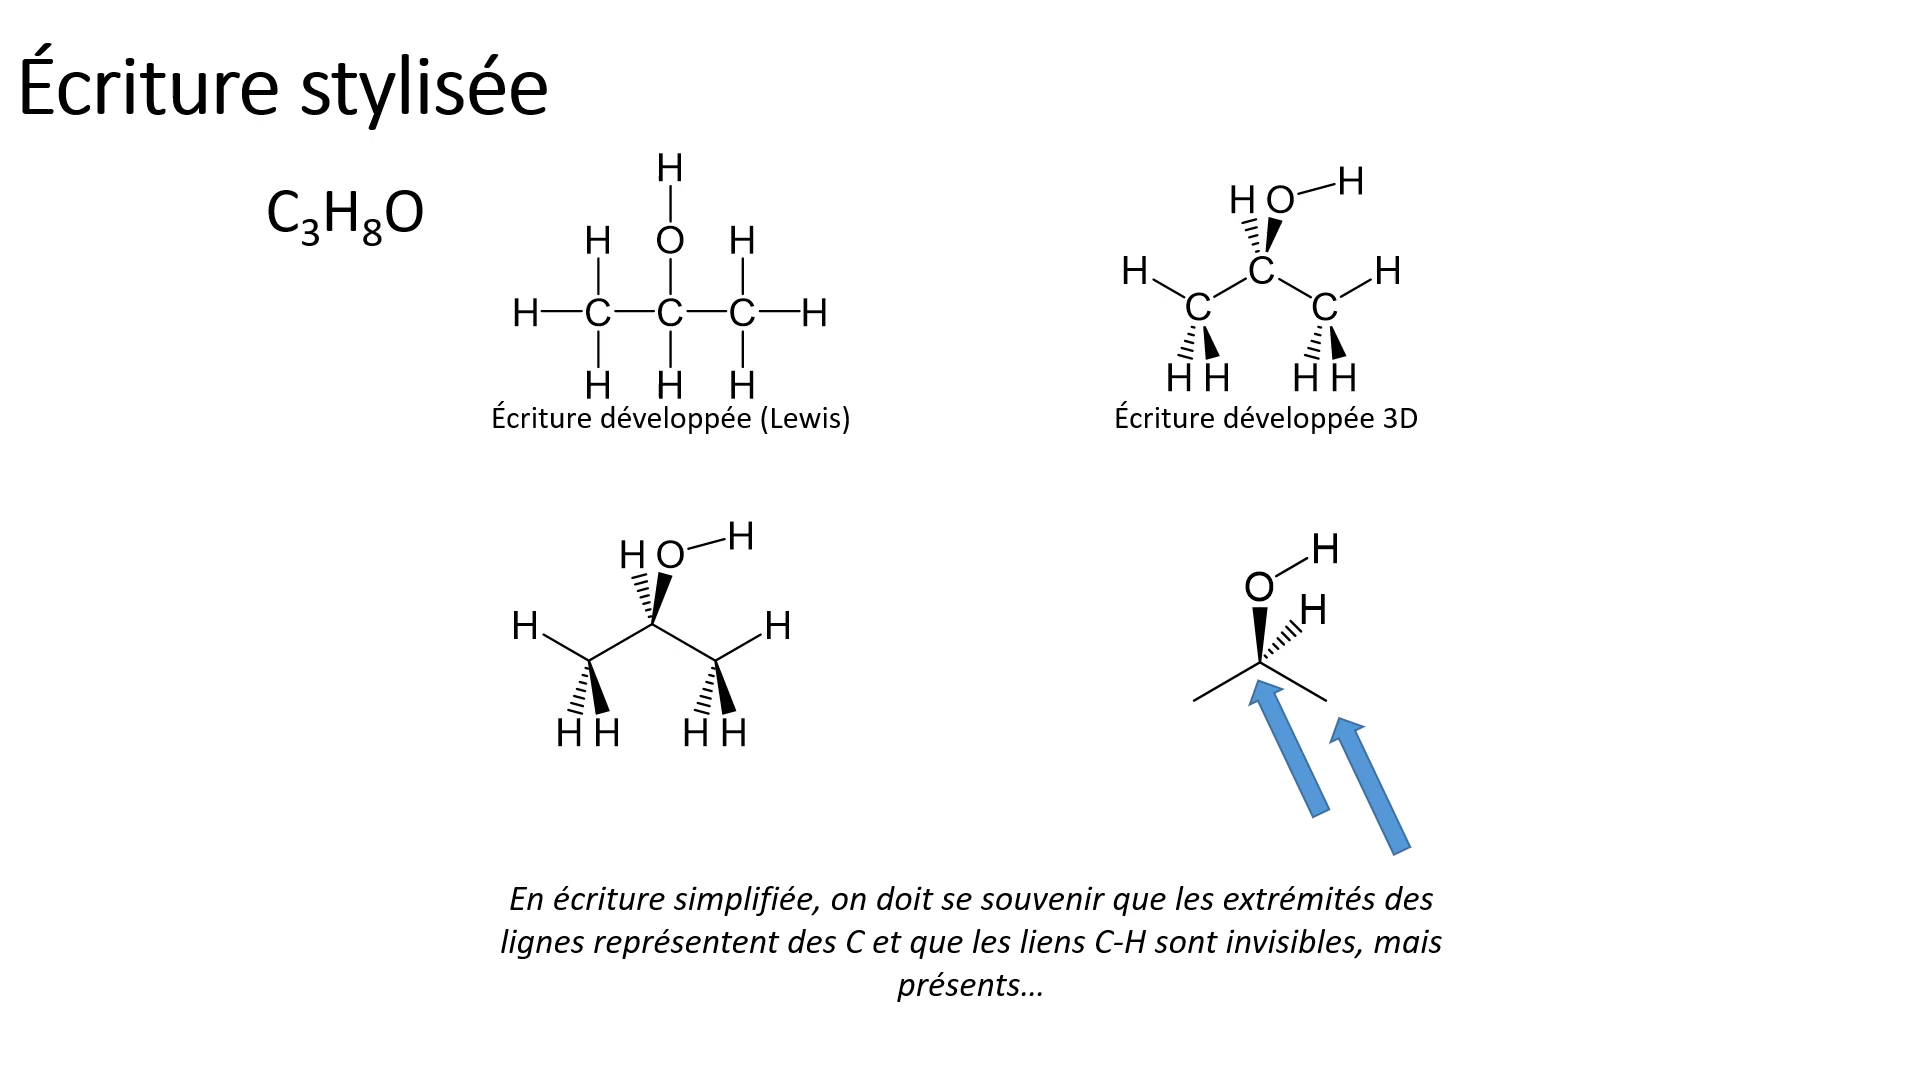 Écriture stylisée
C₃H₈O
H
H O H
H C C C H
H H H
Écriture développée (Lewis)
H O H
H C H
C C
H H H H
Écriture développée 3D
H O H
H H
H H H H
H
O
H
En écriture simplifiée, on doit se souvenir que les extrémités des
lignes représentent des C et que les liens C-H sont invisibles, mais
présents...